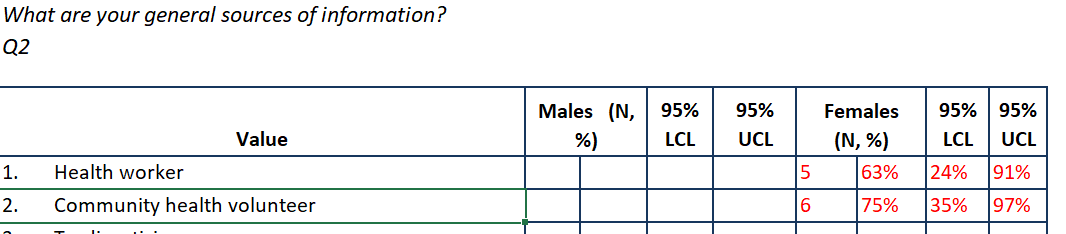 What are your general sources of information?
Q2
Value Males (N, %) 95% LCL 95% UCL Females (N, %) 95% LCL 95% UCL
1. Health worker 5 63% 24% 91%
2. Community health volunteer 6 75% 35% 97%